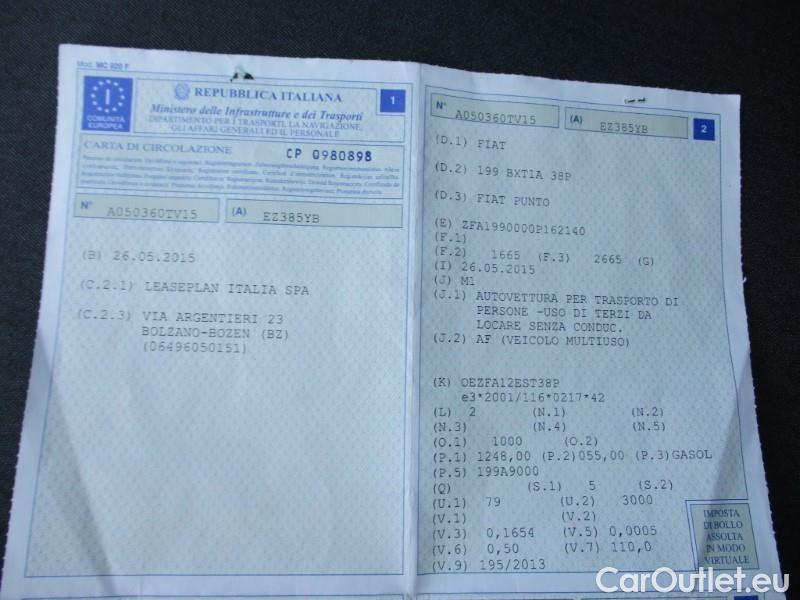 Mod. MC 820 F
REPUBBLICA ITALIANA
1
Ministero delle Infrastrutture e dei Trasporti
DIPARTIMENTO PER I TRASPORTI, LA NAVIGAZIONE,
GLI AFFARI GENERALI ED IL PERSONALE
I
COMUNITÀ
EUROPEA
CARTA DI CIRCOLAZIONE
CP 0980898
N° A050360TV15 (A) EZ385YB
(B) 26.05.2015
(C.2.1) LEASEPLAN ITALIA SPA
(C.2.3) VIA ARGENTIERI 23
BOLZANO-BOZEN (BZ)
(06496050151)
N° A050360TV15 (A) EZ385YB 2
(D.1) FIAT
(D.2) 199 BXT1A 38P
(D.3) FIAT PUNTO
(E) ZFA1990000P162140
(F.1)
(F.2) 1665 (F.3) 2665 (G)
(I) 26.05.2015
(J) M1
(J.1) AUTOVETTURA PER TRASPORTO DI
PERSONE -USO DI TERZI DA
LOCARE SENZA CONDUC.
(J.2) AF (VEICOLO MULTIUSO)
(K) OEZFA12EST38P
e3*2001/116*0217*42
(L) 2 (N.1) (N.2)
(N.3) (N.4) (N.5)
(O.1) 1000 (O.2)
(P.1) 1248,00 (P.2)055,00 (P.3)GASOL
(P.5) 199A9000
(Q) (S.1) 5 (S.2)
(U.1) 79 (U.2) 3000
(V.1) (V.2)
(V.3) 0,1654 (V.5) 0,0005
(V.6) 0,50 (V.7) 110,0
(V.9) 195/2013
IMPOSTA
DI BOLLO
ASSOLTA
IN MODO
VIRTUALE
CarOutlet.eu